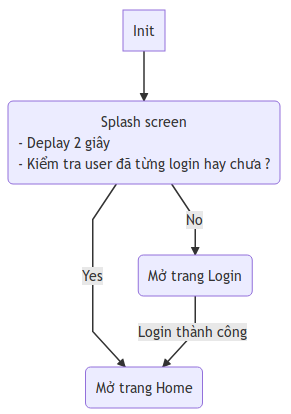 Init
Splash screen
- Deplay 2 giây
- Kiểm tra user đã từng login hay chưa ?
No
Yes
Mở trang Login
Login thành công
Mở trang Home